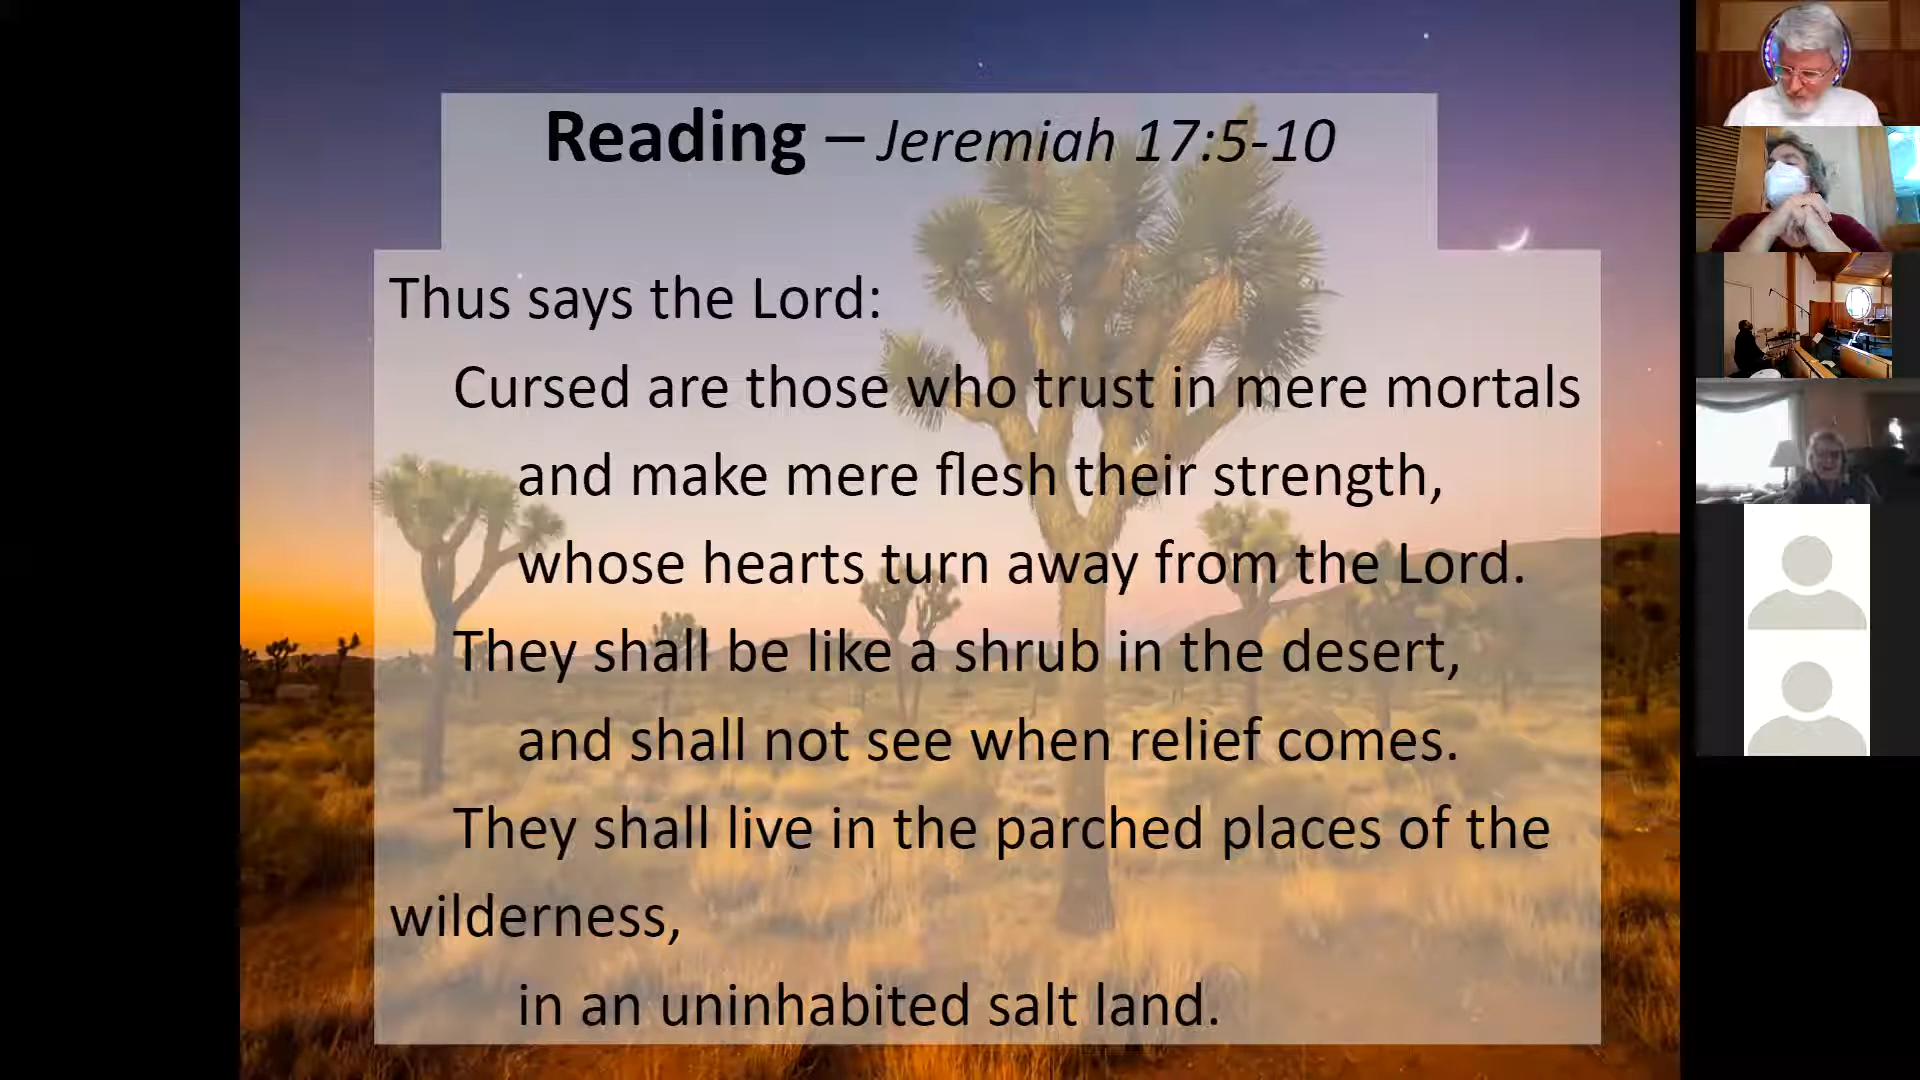 Reading – Jeremiah 17:5-10
Thus says the Lord:
Cursed are those who trust in mere mortals
and make mere flesh their strength,
whose hearts turn away from the Lord.
They shall be like a shrub in the desert,
and shall not see when relief comes.
They shall live in the parched places of the
wilderness,
in an uninhabited salt land.